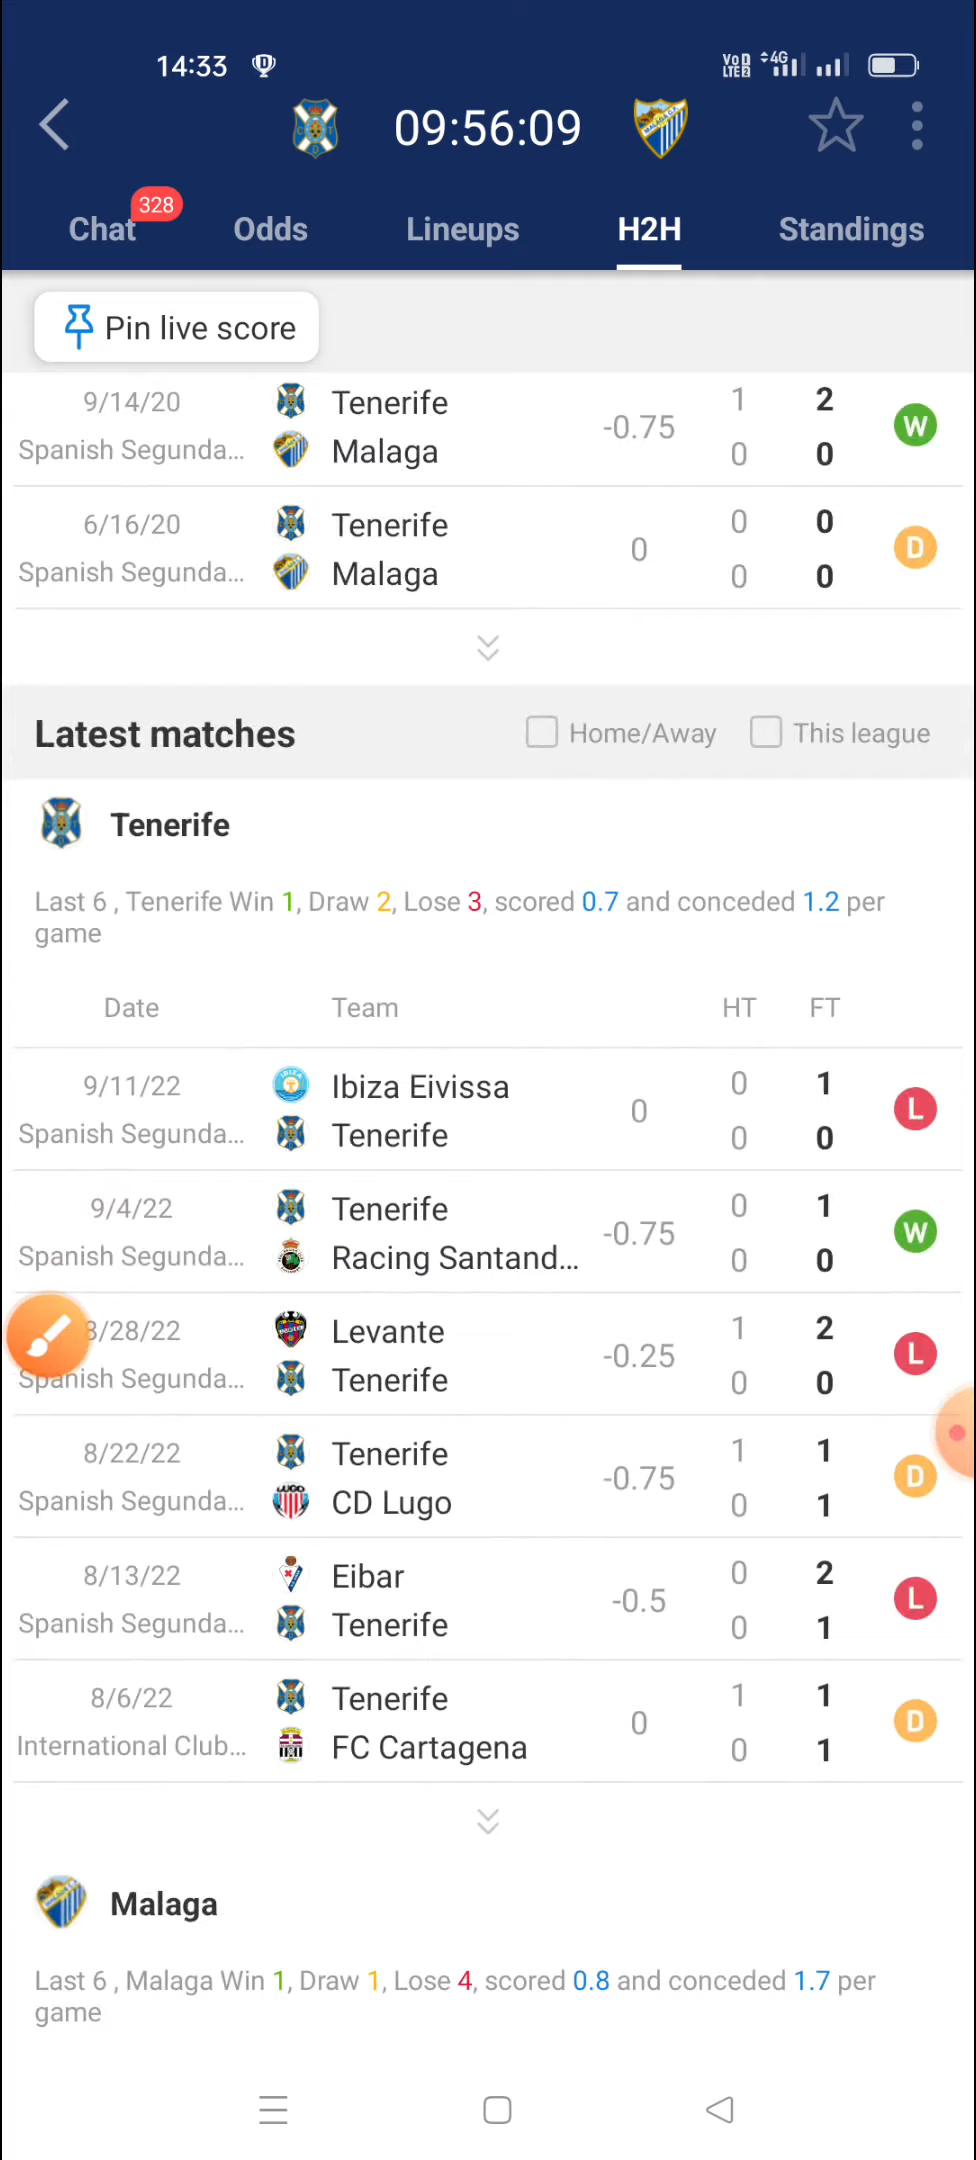 14:33
VoD LTE2 4G
09:56:09
Chat 328 Odds Lineups H2H Standings
Pin live score
9/14/20 Tenerife -0.75 1 2 W
Spanish Segunda... Malaga 0 0
6/16/20 Tenerife 0 0 0 D
Spanish Segunda... Malaga 0 0
Latest matches Home/Away This league
Tenerife
Last 6 , Tenerife Win 1, Draw 2, Lose 3, scored 0.7 and conceded 1.2 per
game
Date Team HT FT
9/11/22 Ibiza Eivissa 0 0 1 L
Spanish Segunda... Tenerife 0 0
9/4/22 Tenerife -0.75 0 1 W
Spanish Segunda... Racing Santand... 0 0
8/28/22 Levante -0.25 1 2 L
Spanish Segunda... Tenerife 0 0
8/22/22 Tenerife -0.75 1 1 D
Spanish Segunda... CD Lugo 0 1
8/13/22 Eibar -0.5 0 2 L
Spanish Segunda... Tenerife 0 1
8/6/22 Tenerife 0 1 1 D
International Club... FC Cartagena 0 1
Malaga
Last 6 , Malaga Win 1, Draw 1, Lose 4, scored 0.8 and conceded 1.7 per
game